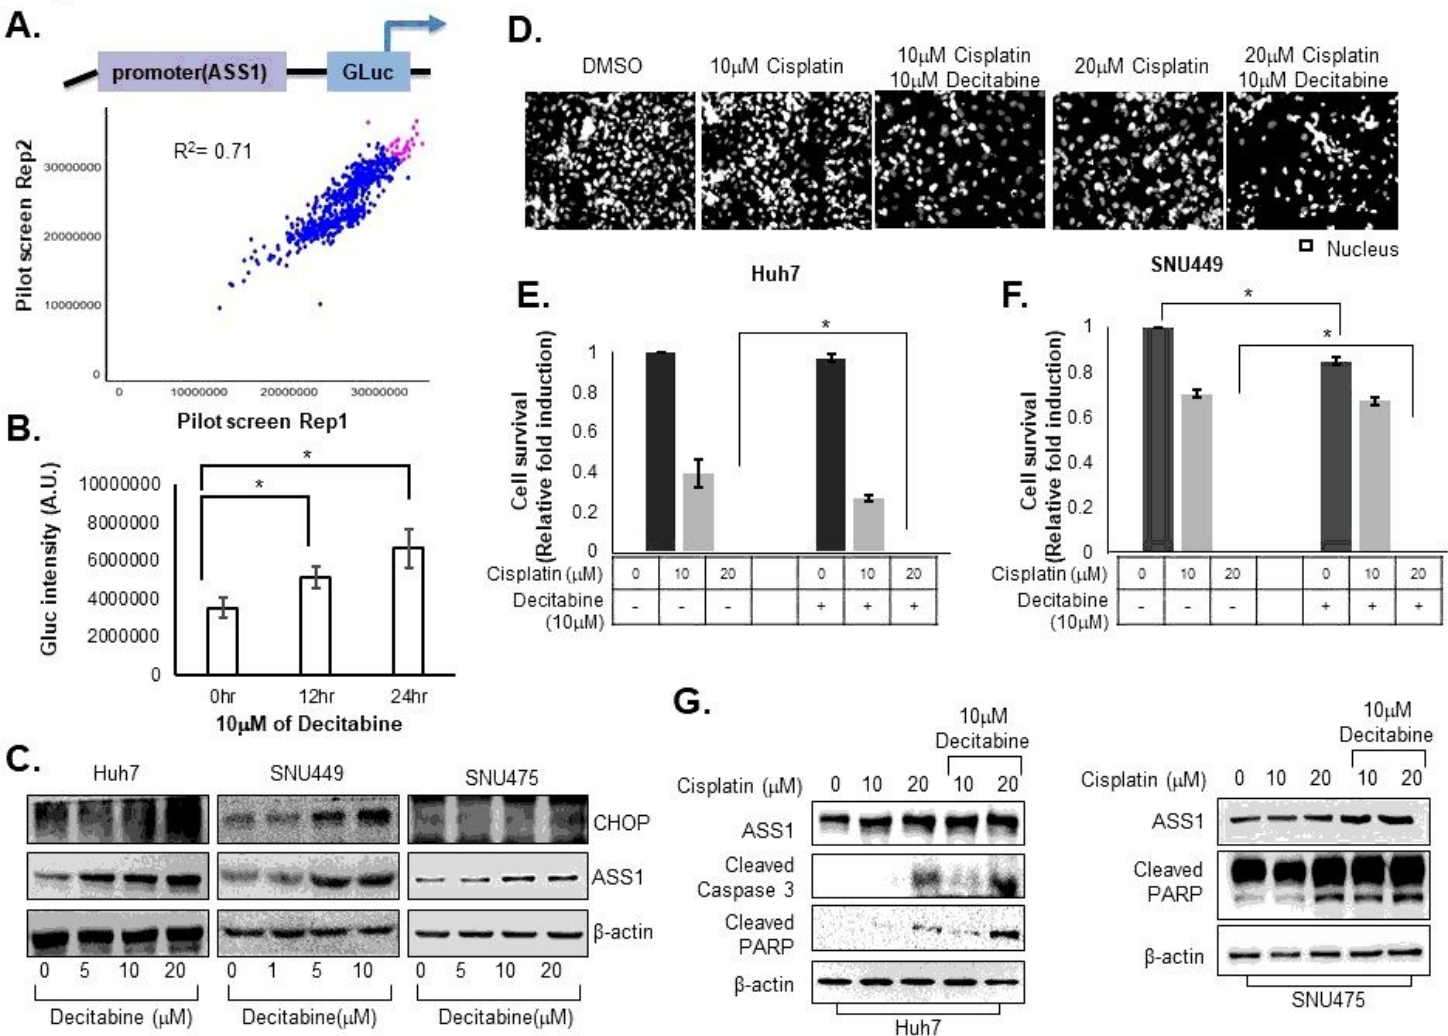 A.
promoter(ASS1)
GLuc
R2= 0.71
Pilot screen Rep2
30000000
20000000
10000000
0
0 10000000 20000000 30000000
Pilot screen Rep1
B.
Gluc intensity (A.U.)
10000000
8000000
6000000
4000000
2000000
0
* *
0hr 12hr 24hr
10μM of Decitabine
C.
Huh7 SNU449 SNU475
CHOP
ASS1
β-actin
0 5 10 20 0 1 5 10 0 5 10 20
Decitabine (μM) Decitabine(μM) Decitabine(μM)
D.
DMSO
10μM Cisplatin
10μM Cisplatin
10μM Decitabine
20μM Cisplatin
20μM Cisplatin
10μM Decitabine
Nucleus
Huh7
E.
Cell survival
(Relative fold induction)
1
0.8
0.6
0.4
0.2
0
*
Cisplatin (μM) 0 10 20 0 10 20
Decitabine - - - + + +
(10μM)
SNU449
F.
Cell survival
(Relative fold induction)
1
0.8
0.6
0.4
0.2
0
*
*
Cisplatin (μM) 0 10 20 0 10 20
Decitabine - - - + + +
(10μM)
G.
10μM
Decitabine
Cisplatin (μM) 0 10 20 10 20
ASS1
Cleaved
Caspase 3
Cleaved
PARP
β-actin
Huh7
10μM
Decitabine
Cisplatin (μM) 0 10 20 10 20
ASS1
Cleaved
PARP
β-actin
SNU475